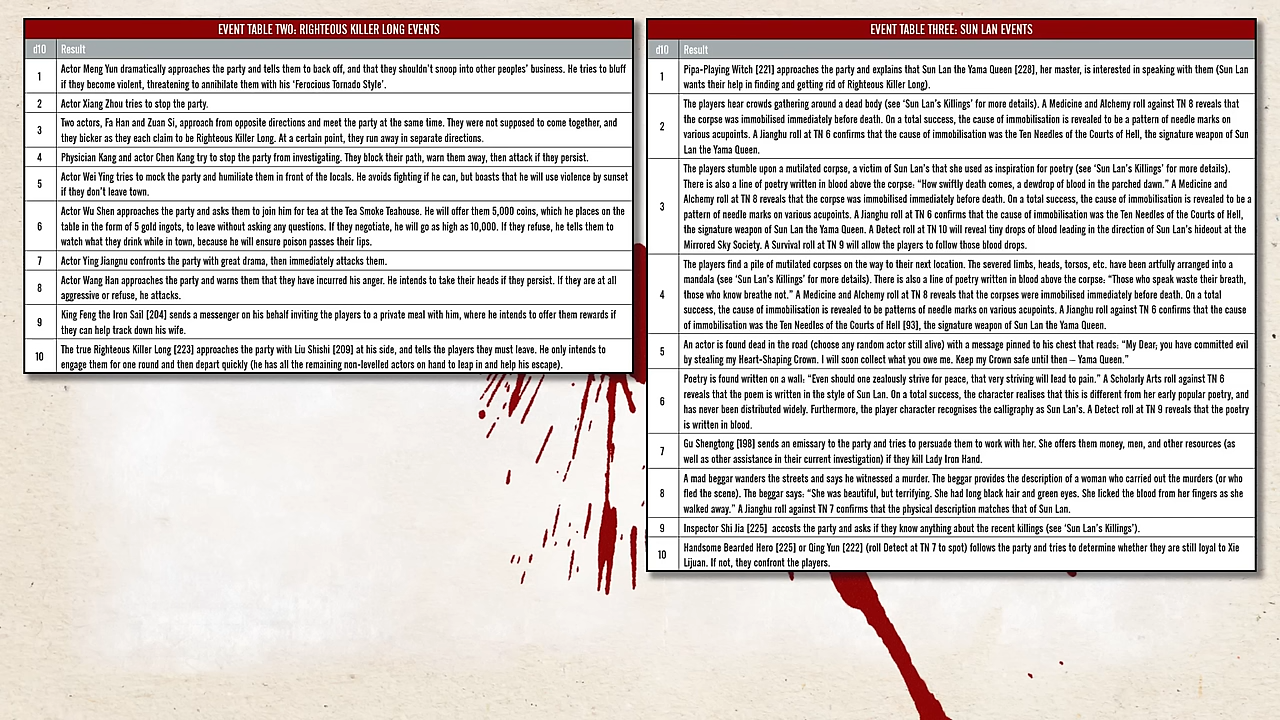 EVENT TABLE TWO: RIGHTEOUS KILLER LONG EVENTS
d10 Result
1 Actor Meng Yun dramatically approaches the party and tells them to back off, and that they shouldn't snoop into other peoples' business. He tries to bluff
if they become violent, threatening to annihilate them with his 'Ferocious Tornado Style'.
2 Actor Xiang Zhou tries to stop the party.
3 Two actors, Fa Han and Zuan Si, approach from opposite directions and meet the party at the same time. They were not supposed to come together, and
they bicker as they each claim to be Righteous Killer Long. At a certain point, they run away in separate directions.
4 Physician Kang and actor Chen Kang try to stop the party from investigating. They block their path, warn them away, then attack if they persist.
5 Actor Wei Ying tries to mock the party and humiliate them in front of the locals. He avoids fighting if he can, but boasts that he will use violence by sunset
if they don't leave town.
6 Actor Wu Shen approaches the party and asks them to join him for tea at the Tea Smoke Teahouse. He will offer them 5,000 coins, which he places on the
table in the form of 5 gold ingots, to leave without asking any questions. If they negotiate, he will go as high as 10,000. If they refuse, he tells them to
watch what they drink while in town, because he will ensure poison passes their lips.
7 Actor Ying Jiangnu confronts the party with great drama, then immediately attacks them.
8 Actor Wang Han approaches the party and warns them that they have incurred his anger. He intends to take their heads if they persist. If they are at all
aggressive or refuse, he attacks.
9 King Feng the Iron Sail [204] sends a messenger on his behalf inviting the players to a private meal with him, where he intends to offer them rewards if
they can help track down his wife.
10 The true Righteous Killer Long [223] approaches the party with Liu Shishi [209] at his side, and tells the players they must leave. He only intends to
engage them for one round and then depart quickly (he has all the remaining non-levelled actors on hand to leap in and help his escape).
EVENT TABLE THREE: SUN LAN EVENTS
d10 Result
1 Pipa-Playing Witch [221] approaches the party and explains that Sun Lan the Yama Queen [228], her master, is interested in speaking with them (Sun Lan
wants their help in finding and getting rid of Righteous Killer Long).
2 The players hear crowds gathering around a dead body (see 'Sun Lan's Killings' for more details). A Medicine and Alchemy roll against TN 8 reveals that
the corpse was immobilised immediately before death. On a total success, the cause of immobilisation is revealed to be a pattern of needle marks on
various acupoints. A Jianghu roll at TN 6 confirms that the cause of immobilisation was the Ten Needles of the Courts of Hell, the signature weapon of Sun
Lan the Yama Queen.
3 The players stumble upon a mutilated corpse, a victim of Sun Lan's that she used as inspiration for poetry (see 'Sun Lan's Killings' for more details).
There is also a line of poetry written in blood above the corpse: "How swiftly death comes, a dewdrop of blood in the parched dawn." A Medicine and
Alchemy roll at TN 8 reveals that the corpse was immobilised immediately before death. On a total success, the cause of immobilisation is revealed to be a
pattern of needle marks on various acupoints. A Jianghu roll at TN 6 confirms that the cause of immobilisation was the Ten Needles of the Courts of Hell,
the signature weapon of Sun Lan the Yama Queen. A Detect roll at TN 10 will reveal tiny drops of blood leading in the direction of Sun Lan's hideout at the
Mirrored Sky Society. A Survival roll at TN 9 will allow the players to follow those blood drops.
4 The players find a pile of mutilated corpses on the way to their next location. The severed limbs, heads, torsos, etc. have been artfully arranged into a
mandala (see 'Sun Lan's Killings' for more details). There is also a line of poetry written in blood above the corpse: "Those who speak waste their breath,
those who know breathe not." A Medicine and Alchemy roll at TN 8 reveals that the corpses were immobilised immediately before death. On a total
success, the cause of immobilisation is revealed to be patterns of needle marks on various acupoints. A Jianghu roll against TN 6 confirms that the cause
of immobilisation was the Ten Needles of the Courts of Hell [93], the signature weapon of Sun Lan the Yama Queen.
5 An actor is found dead in the road (choose any random actor still alive) with a message pinned to his chest that reads: "My Dear, you have committed evil
by stealing my Heart-Shaping Crown. I will soon collect what you owe me. Keep my Crown safe until then – Yama Queen."
6 Poetry is found written on a wall: "Even should one zealously strive for peace, that very striving will lead to pain." A Scholarly Arts roll against TN 6
reveals that the poem is written in the style of Sun Lan. On a total success, the character realises that this is different from her early popular poetry, and
has never been distributed widely. Furthermore, the player character recognises the calligraphy as Sun Lan's. A Detect roll at TN 9 reveals that the poetry
is written in blood.
7 Gu Shengtong [198] sends an emissary to the party and tries to persuade them to work with her. She offers them money, men, and other resources (as
well as other assistance in their current investigation) if they kill Lady Iron Hand.
8 A mad beggar wanders the streets and says he witnessed a murder. The beggar provides the description of a woman who carried out the murders (or who
fled the scene). The beggar says: "She was beautiful, but terrifying. She had long black hair and green eyes. She licked the blood from her fingers as she
walked away." A Jianghu roll against TN 7 confirms that the physical description matches that of Sun Lan.
9 Inspector Shi Jia [225] accosts the party and asks if they know anything about the recent killings (see 'Sun Lan's Killings').
10 Handsome Bearded Hero [225] or Qing Yun [222] (roll Detect at TN 7 to spot) follows the party and tries to determine whether they are still loyal to Xie
Lijuan. If not, they confront the players.